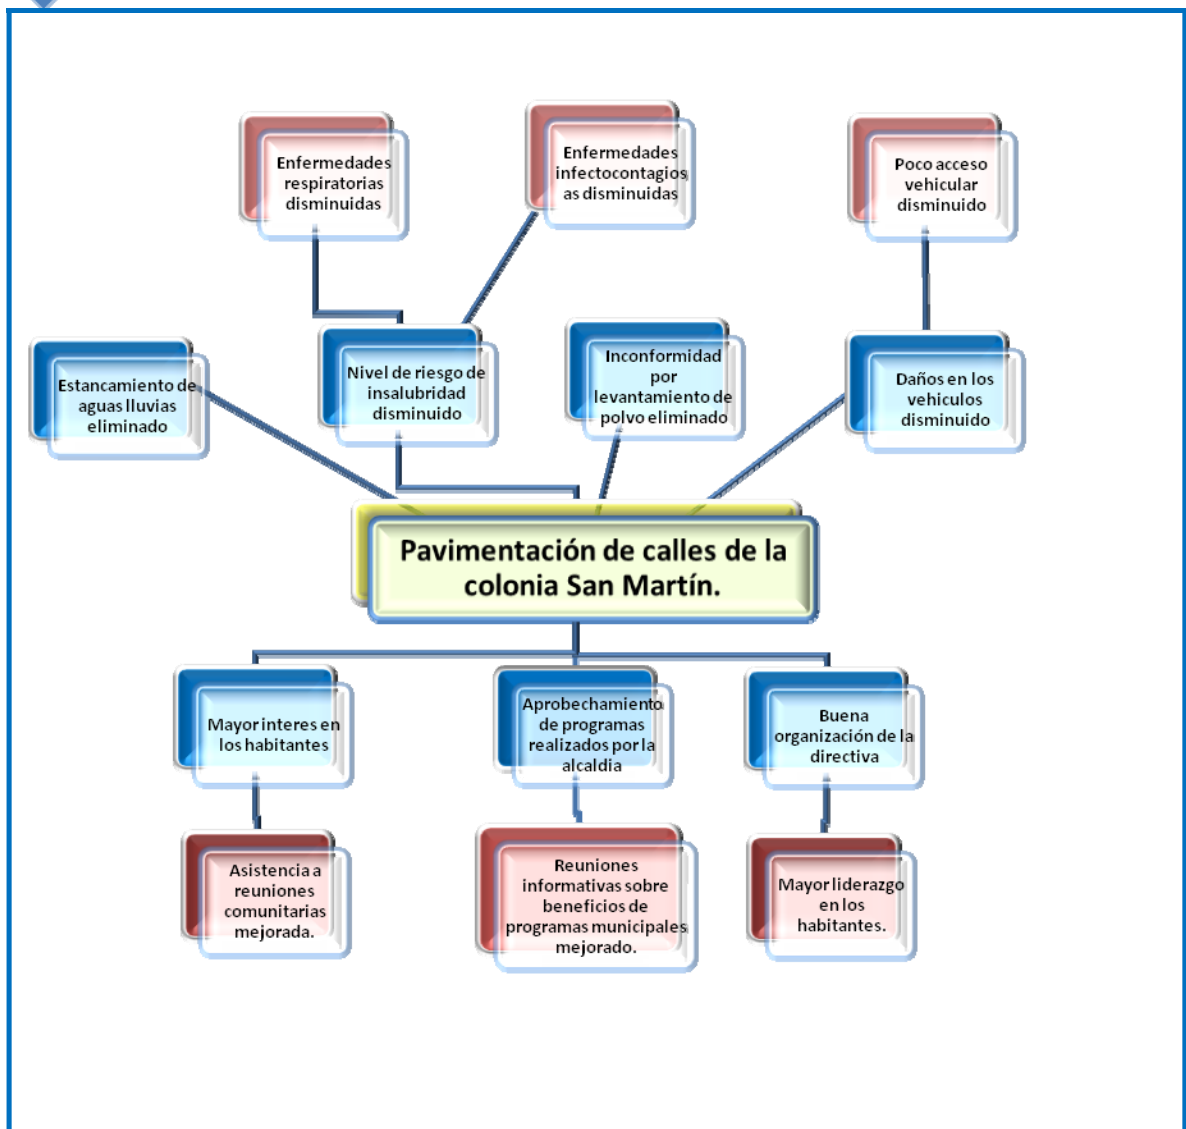 Enfermedades
respiratorias
disminuidas
Enfermedades
infectocontagios
as disminuidas
Poco acceso
vehicular
disminuido
Estancamiento de
aguas lluvias
eliminado
Nivel de riesgo de
insalubridad
disminuido
Inconformidad
por
levantamiento de
polvo eliminado
Daños en los
vehiculos
disminuido
Pavimentación de calles de la
colonia San Martín.
Mayor interes en
los habitantes
Aprobechamiento
de programas
realizados por la
alcaldia
Buena
organización de la
directiva
Asistencia a
reuniones
comunitarias
mejorada.
Reuniones
informativas sobre
beneficios de
programas municipales
mejorado.
Mayor liderazgo
en los
habitantes.